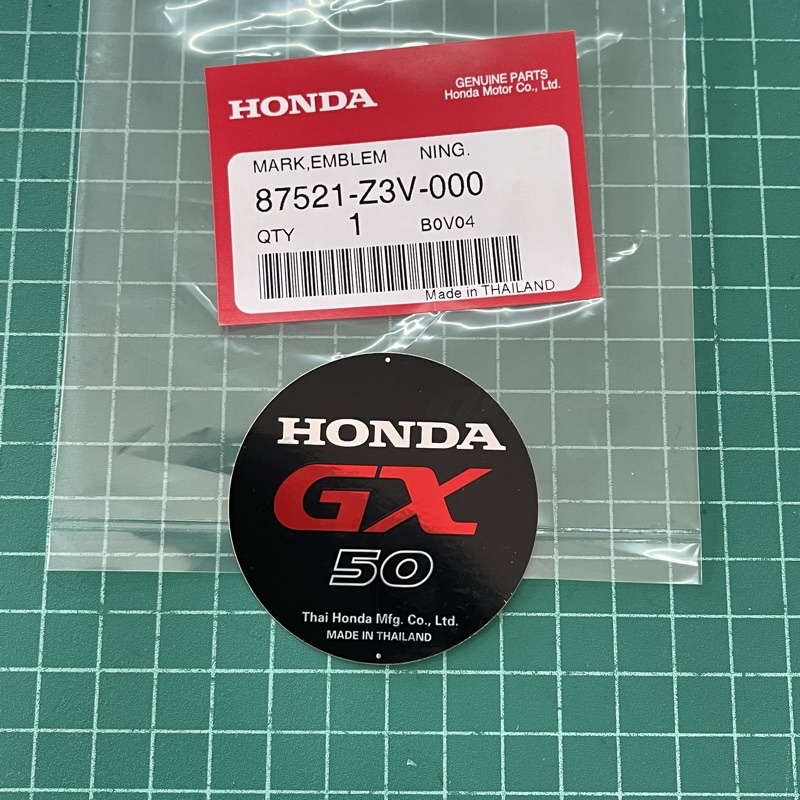 HONDA
GENUINE PARTS
Honda Motor Co., Ltd.
MARK,EMBLEM NING.
87521-Z3V-000
QTY 1 B0V04
Made in THAILAND
HONDA
GX
50
Thai Honda Mfg. Co., Ltd.
MADE IN THAILAND